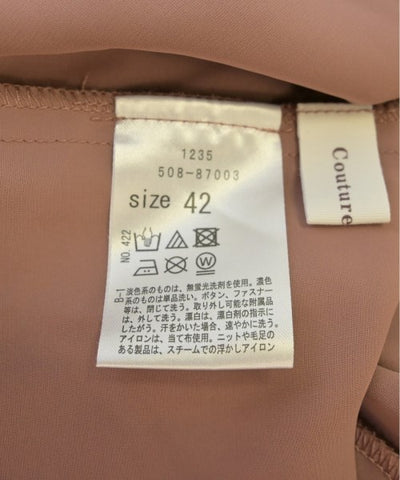 1235
508-87003
size 42
NO. 422
B-1
淡色系のものは、無蛍光洗剤を使用。濃色
系のものは単品洗い。ボタン、ファスナー
等は、閉じて洗う。取り外し可能な附属品
は、外して洗う。漂白は、漂白剤の指示に
したがう。汗をかいた場合、速やかに洗う。
アイロンは、当て布使用。ニットや毛足の
ある製品は、スチームでの浮かしアイロン
Couture